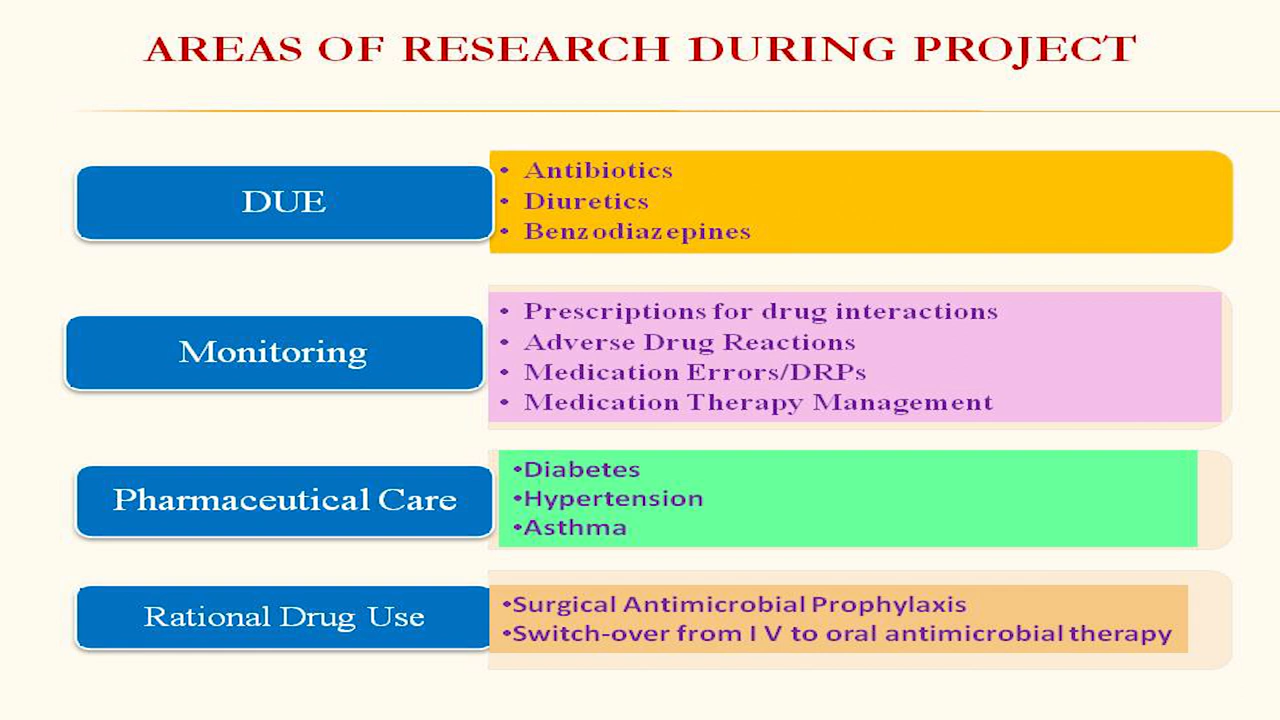 AREAS OF RESEARCH DURING PROJECT
DUE
• Antibiotics
• Diuretics
• Benzodiazepines
Monitoring
• Prescriptions for drug interactions
• Adverse Drug Reactions
• Medication Errors/DRPs
• Medication Therapy Management
Pharmaceutical Care
•Diabetes
•Hypertension
•Asthma
Rational Drug Use
•Surgical Antimicrobial Prophylaxis
•Switch-over from I V to oral antimicrobial therapy